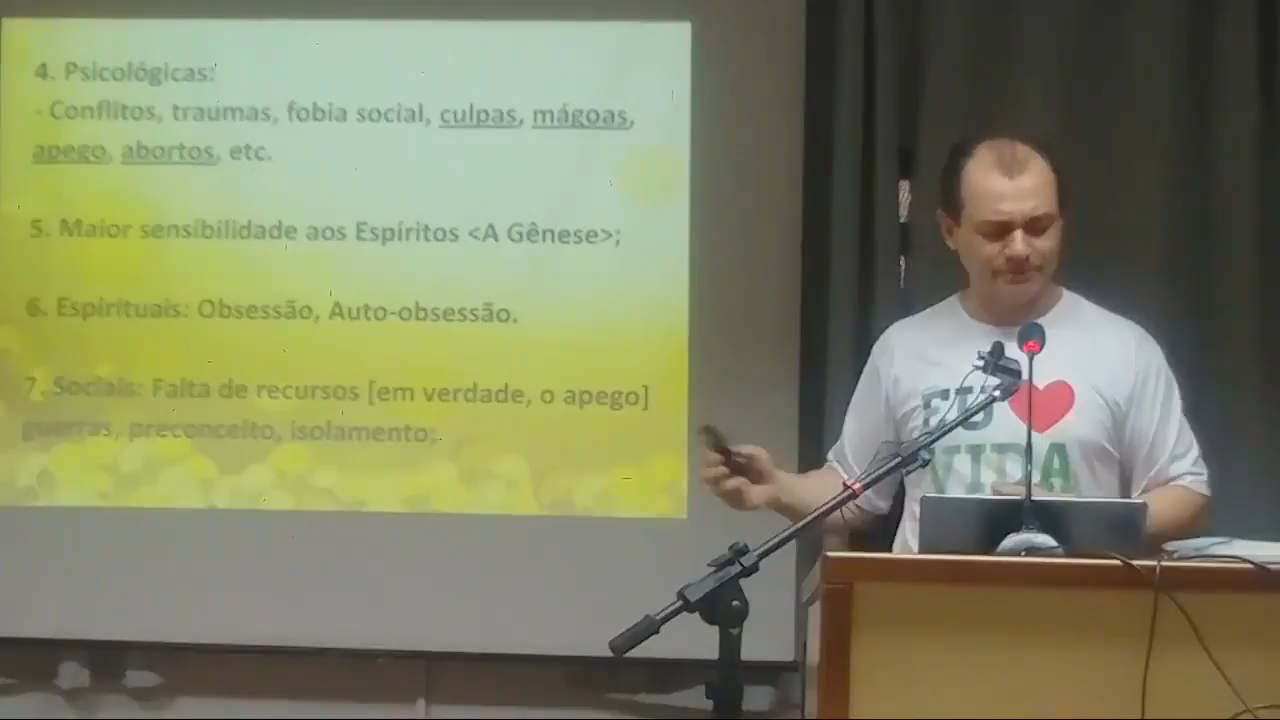 4. Psicológicas:
- Conflitos, traumas, fobia social, culpas, mágoas,
apego, abortos, etc.
5. Maior sensibilidade aos Espíritos <A Gênese>;
6. Espirituais: Obsessão, Auto-obsessão.
7. Sociais: Falta de recursos [em verdade, o apego]
guerras, preconceito, isolamento;
EU
VIDA